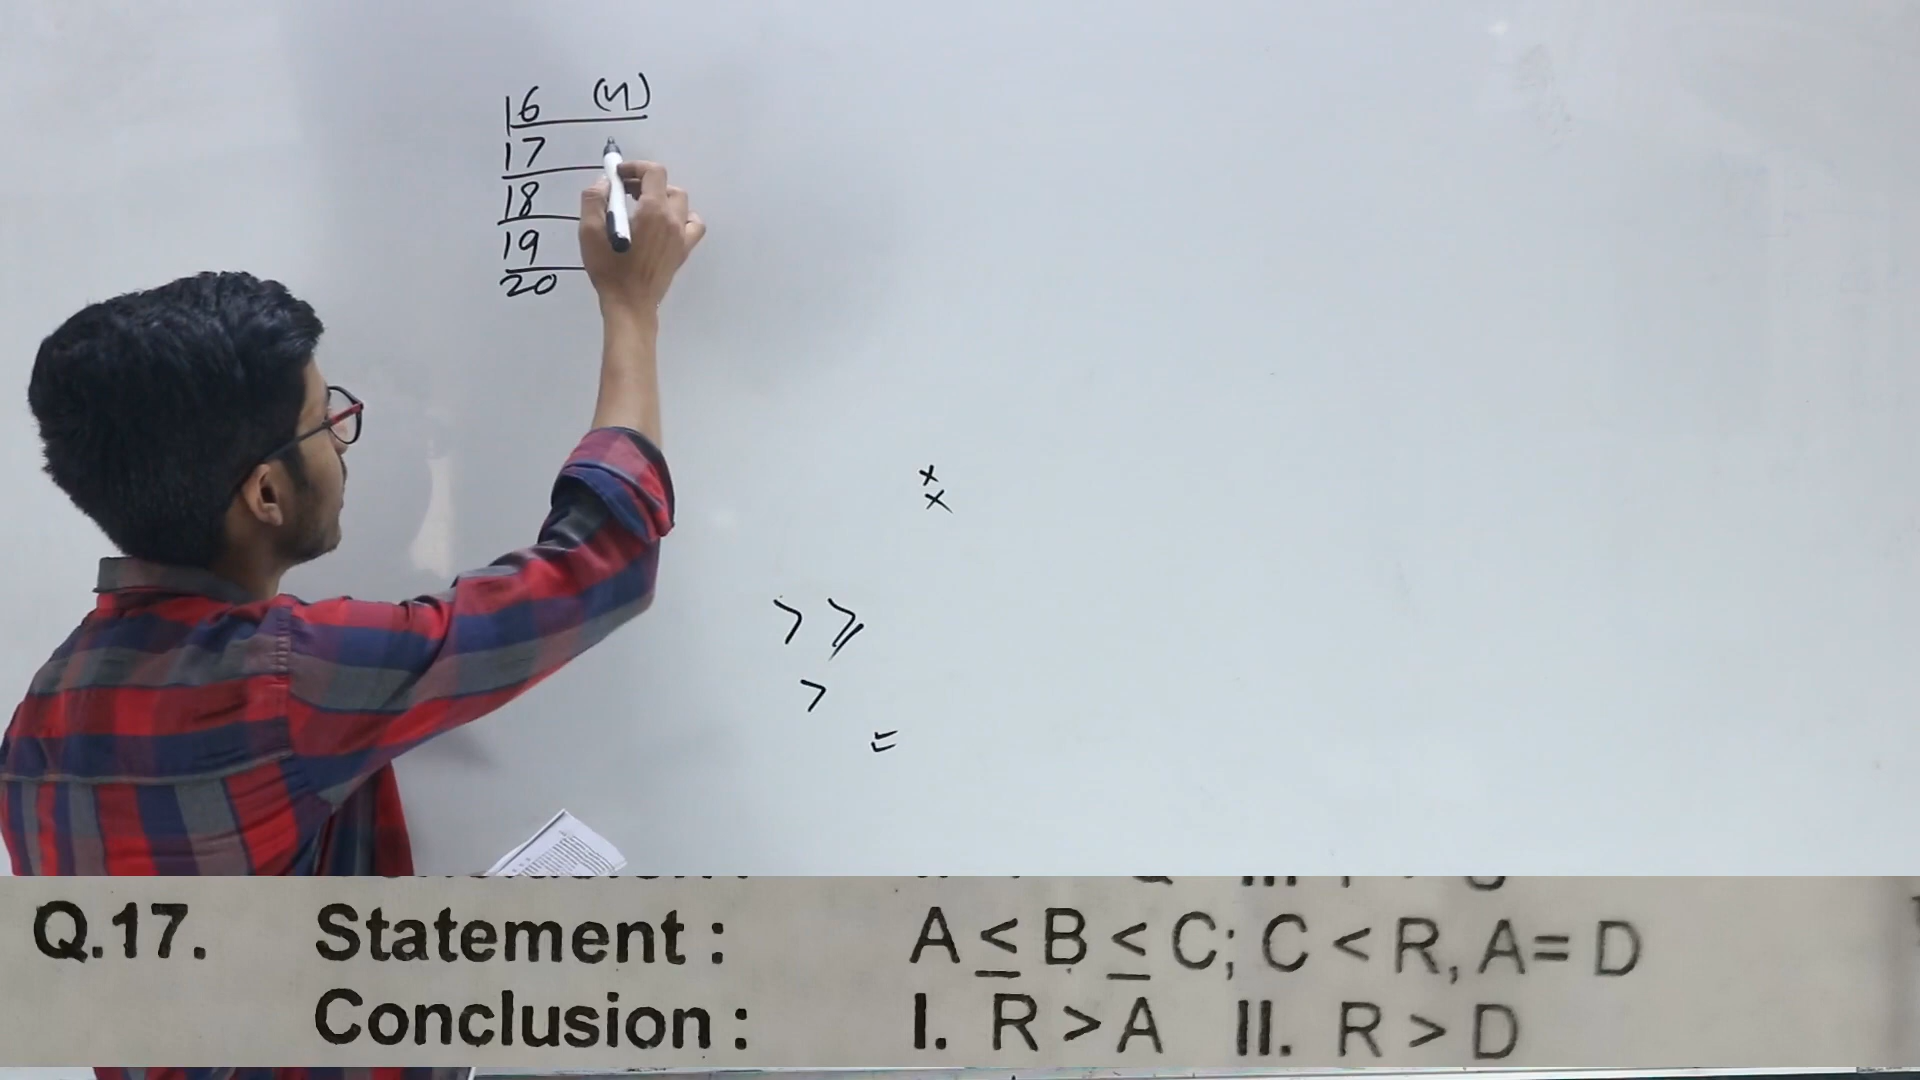 16 (4)
17
18
19
20
x
x
> ≥
>
=
Q.17. Statement : A ≤ B ≤ C; C < R, A = D
Conclusion : I. R > A II. R > D